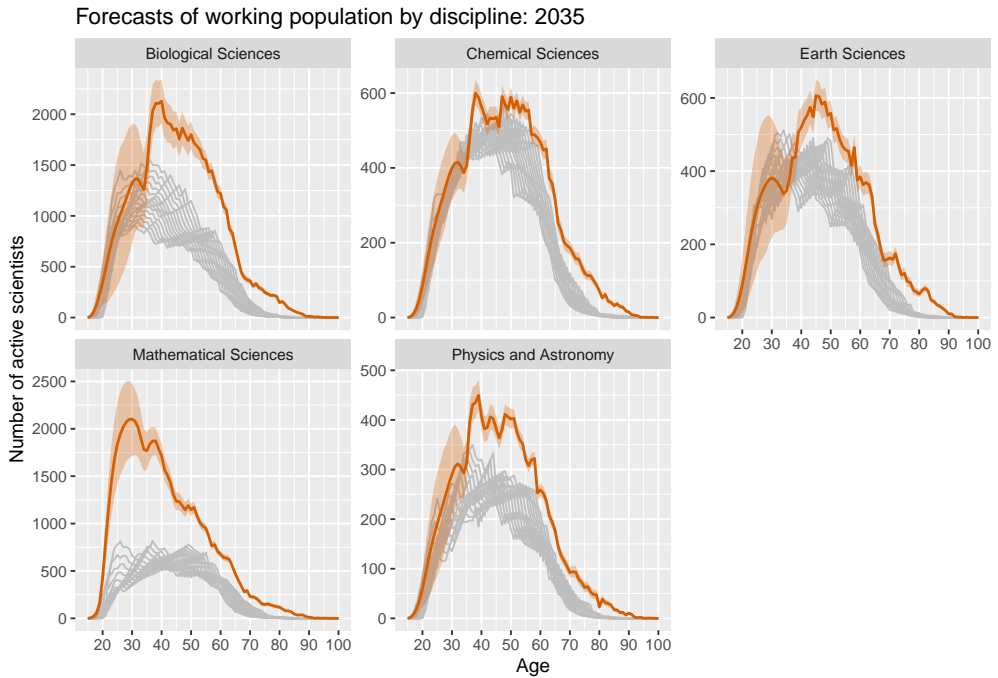 Forecasts of working population by discipline: 2035
Biological Sciences
Chemical Sciences
Earth Sciences
2000
1500
1000
500
0
600
400
200
0
600
400
200
0
20 30 40 50 60 70 80 90 100
Mathematical Sciences
Physics and Astronomy
2500
2000
1500
1000
500
0
500
400
300
200
100
0
20 30 40 50 60 70 80 90 100
20 30 40 50 60 70 80 90 100
Number of active scientists
Age